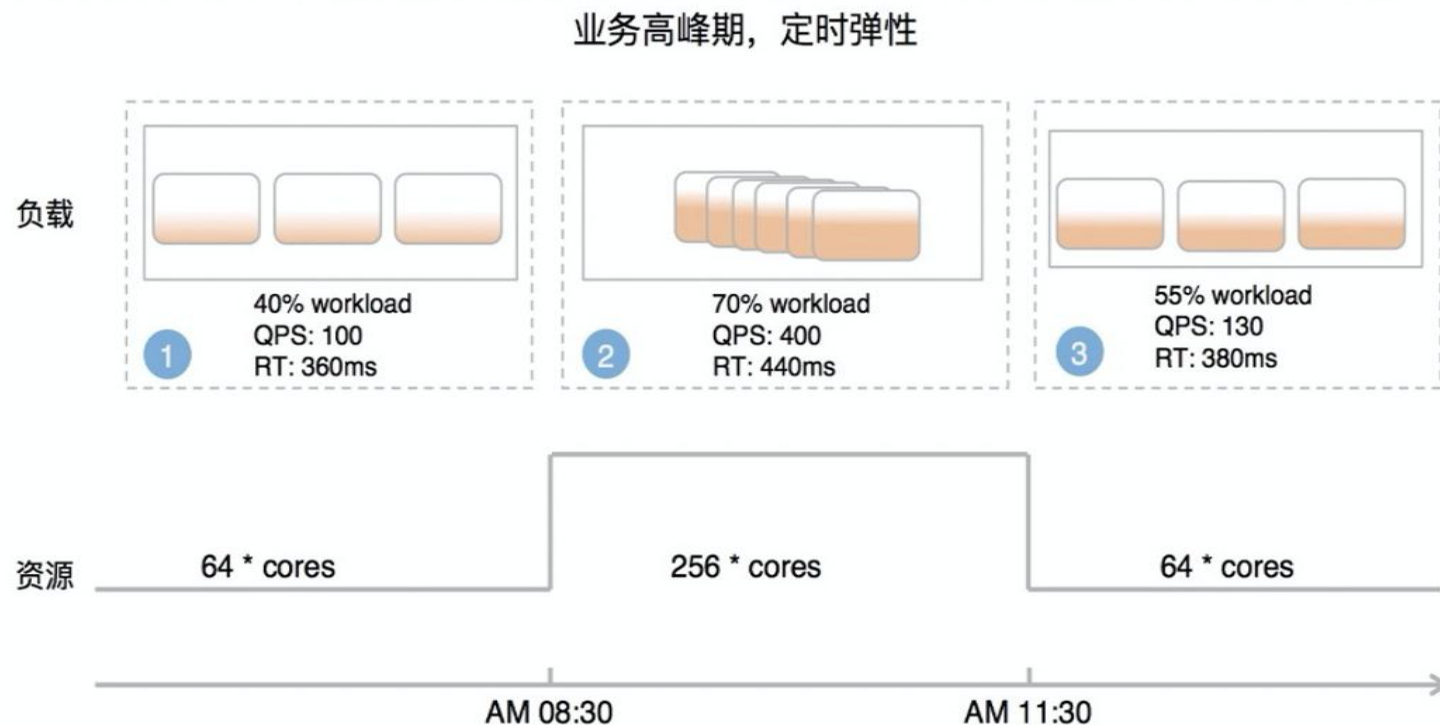 业务高峰期，定时弹性
负载
40% workload
QPS: 100
RT: 360ms
1
70% workload
QPS: 400
RT: 440ms
2
55% workload
QPS: 130
RT: 380ms
3
资源
64 * cores
256 * cores
64 * cores
AM 08:30
AM 11:30